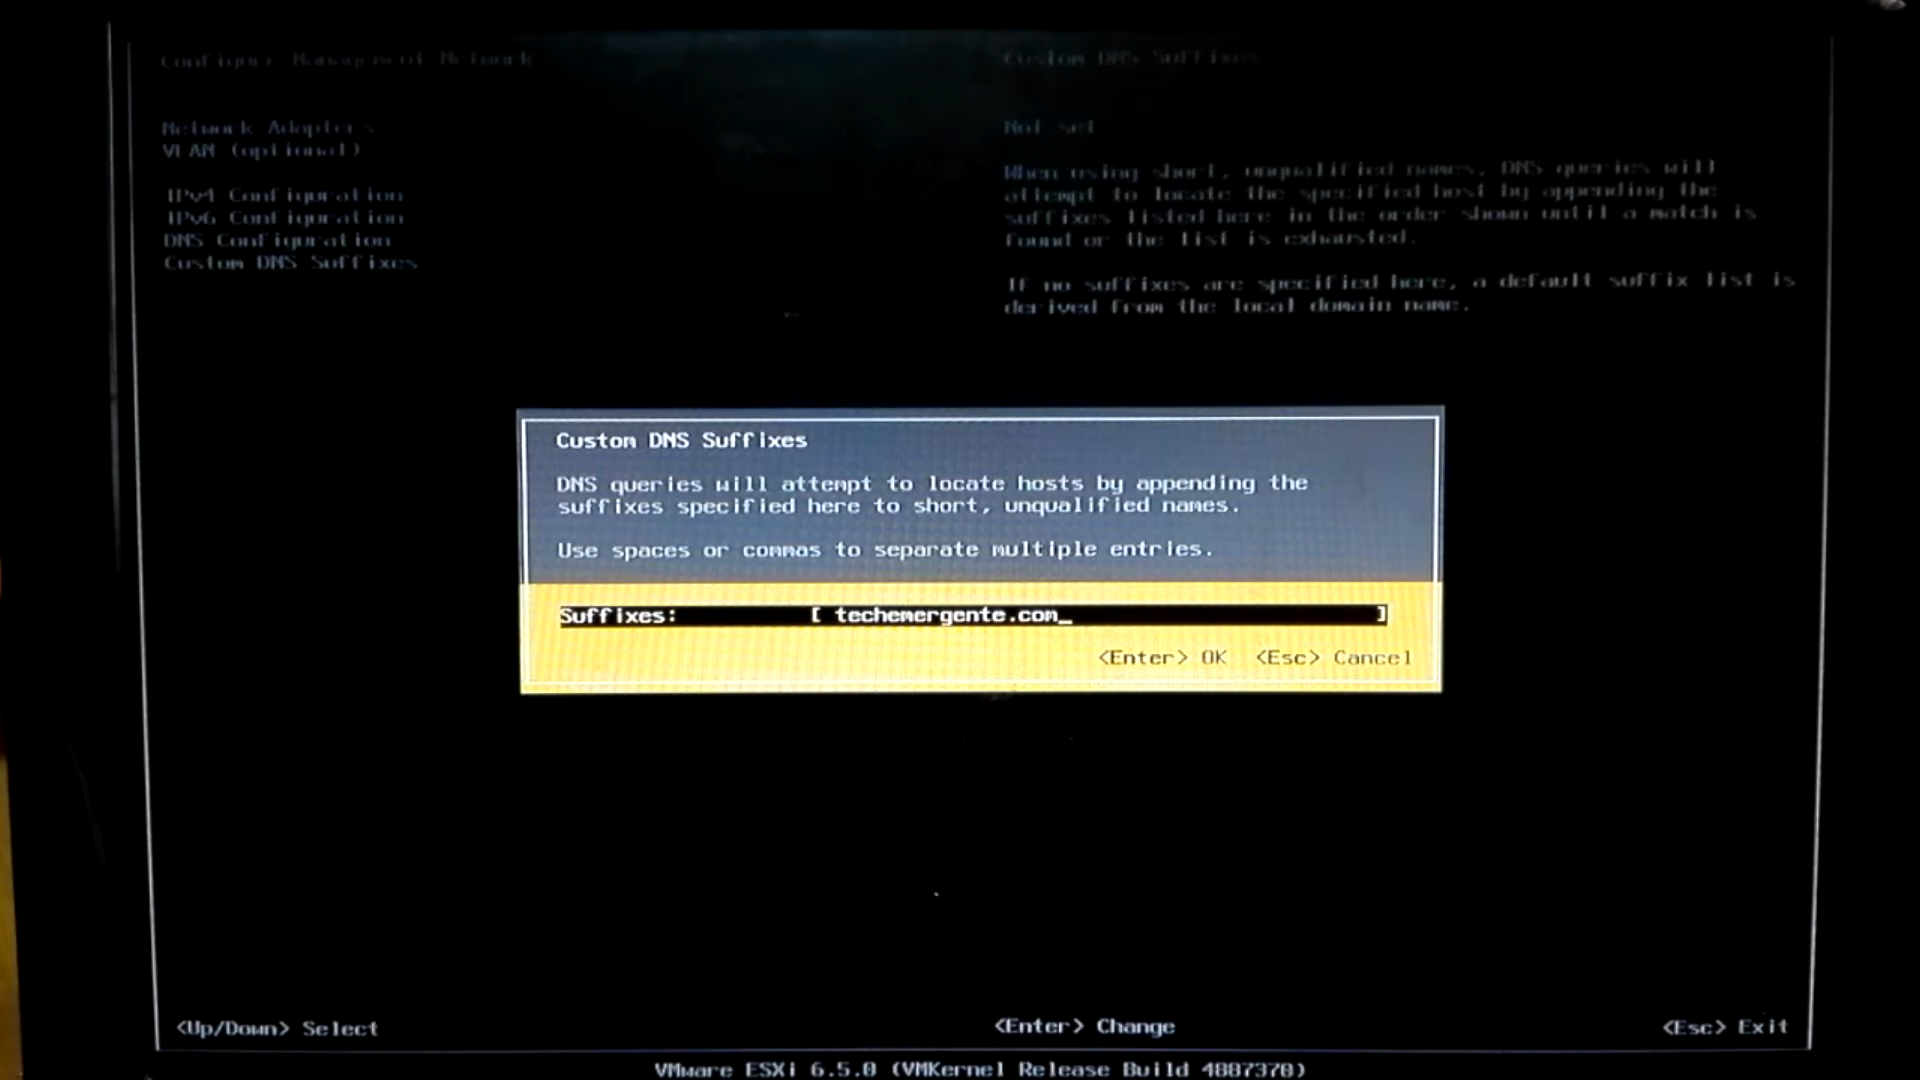 Configure Management Network
Custom DNS Suffixes
Network Adapters
VLAN (optional)
IPv4 Configuration
IPv6 Configuration
DNS Configuration
Custom DNS Suffixes
Not set
When using short, unqualified names, DNS queries will
attempt to locate the specified host by appending the
suffixes listed here in the order shown until a match is
found or the list is exhausted.
If no suffixes are specified here, a default suffix list is
derived from the local domain name.
Custom DNS Suffixes
DNS queries will attempt to locate hosts by appending the
suffixes specified here to short, unqualified names.
Use spaces or commas to separate multiple entries.
Suffixes: [ techemergente.com_ ]
<Enter> OK <Esc> Cancel
<Up/Down> Select
<Enter> Change
<Esc> Exit
VMware ESXi 6.5.0 (VMKernel Release Build 4887370)